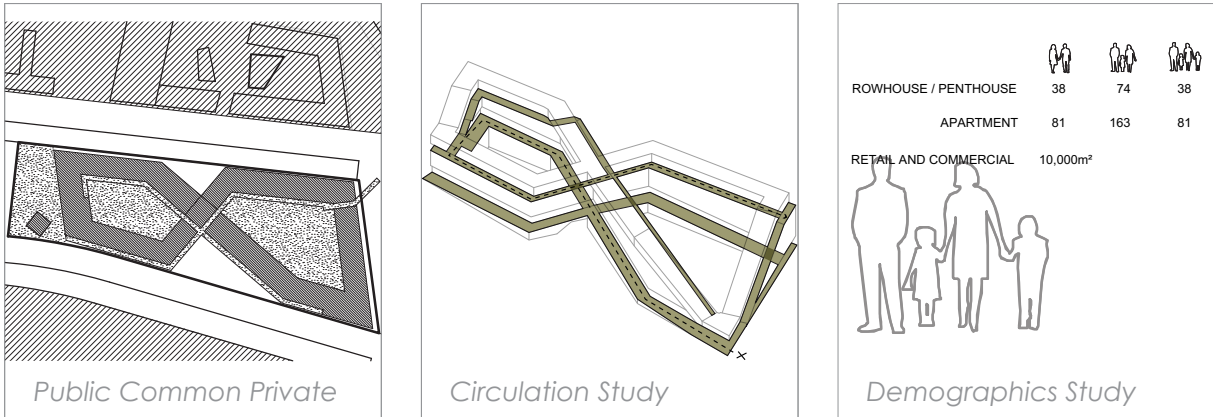 ROWHOUSE / PENTHOUSE 38 74 38
APARTMENT 81 163 81
RETAIL AND COMMERCIAL 10,000m²
Public Common Private
Circulation Study
Demographics Study